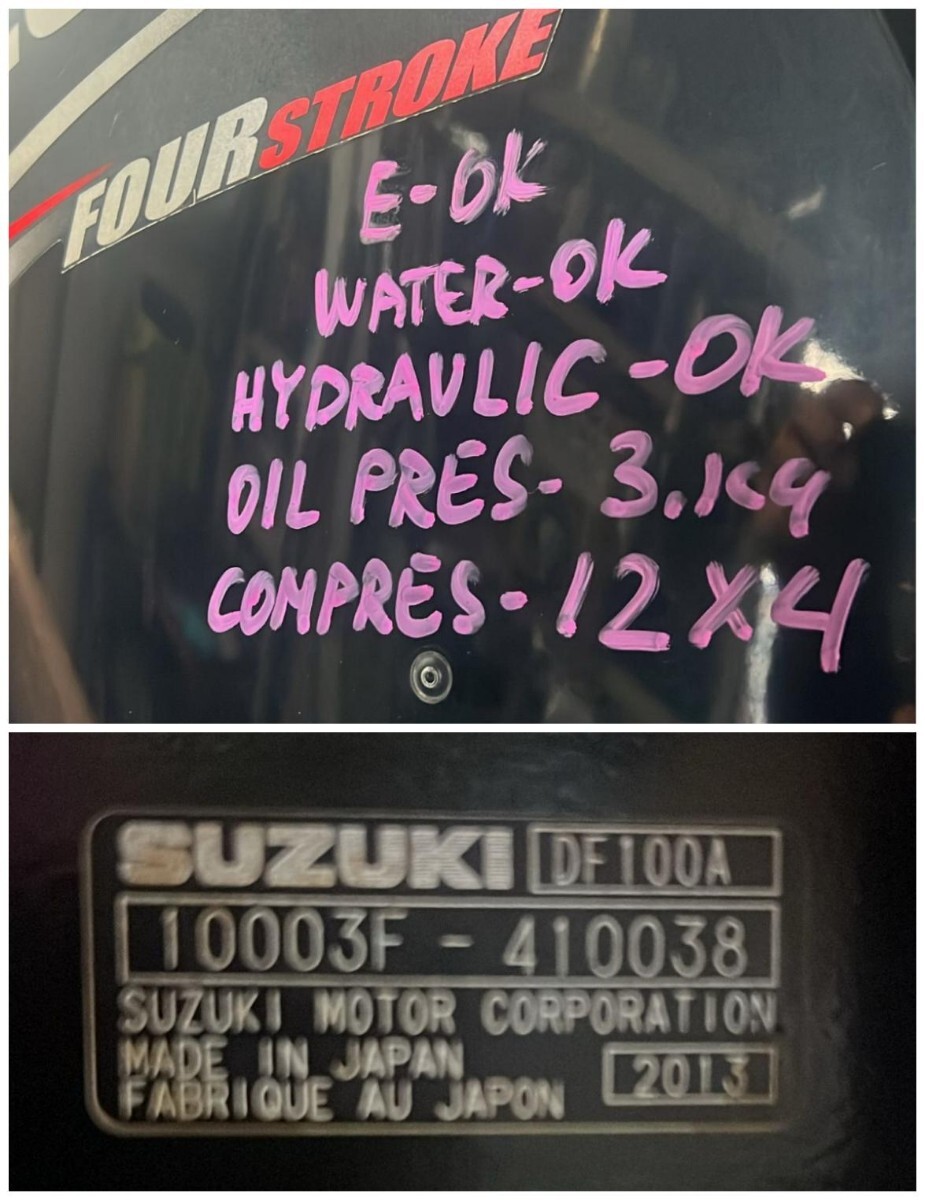 FOURSTROKE
E-OK
WATER-OK
HYDRAULIC-OK
OIL PRES- 3.1kg
COMPRES-12X4
SUZUKI DF100A
10003F - 410038
SUZUKI MOTOR CORPORATION
MADE IN JAPAN
FABRIQUE AU JAPON 2013